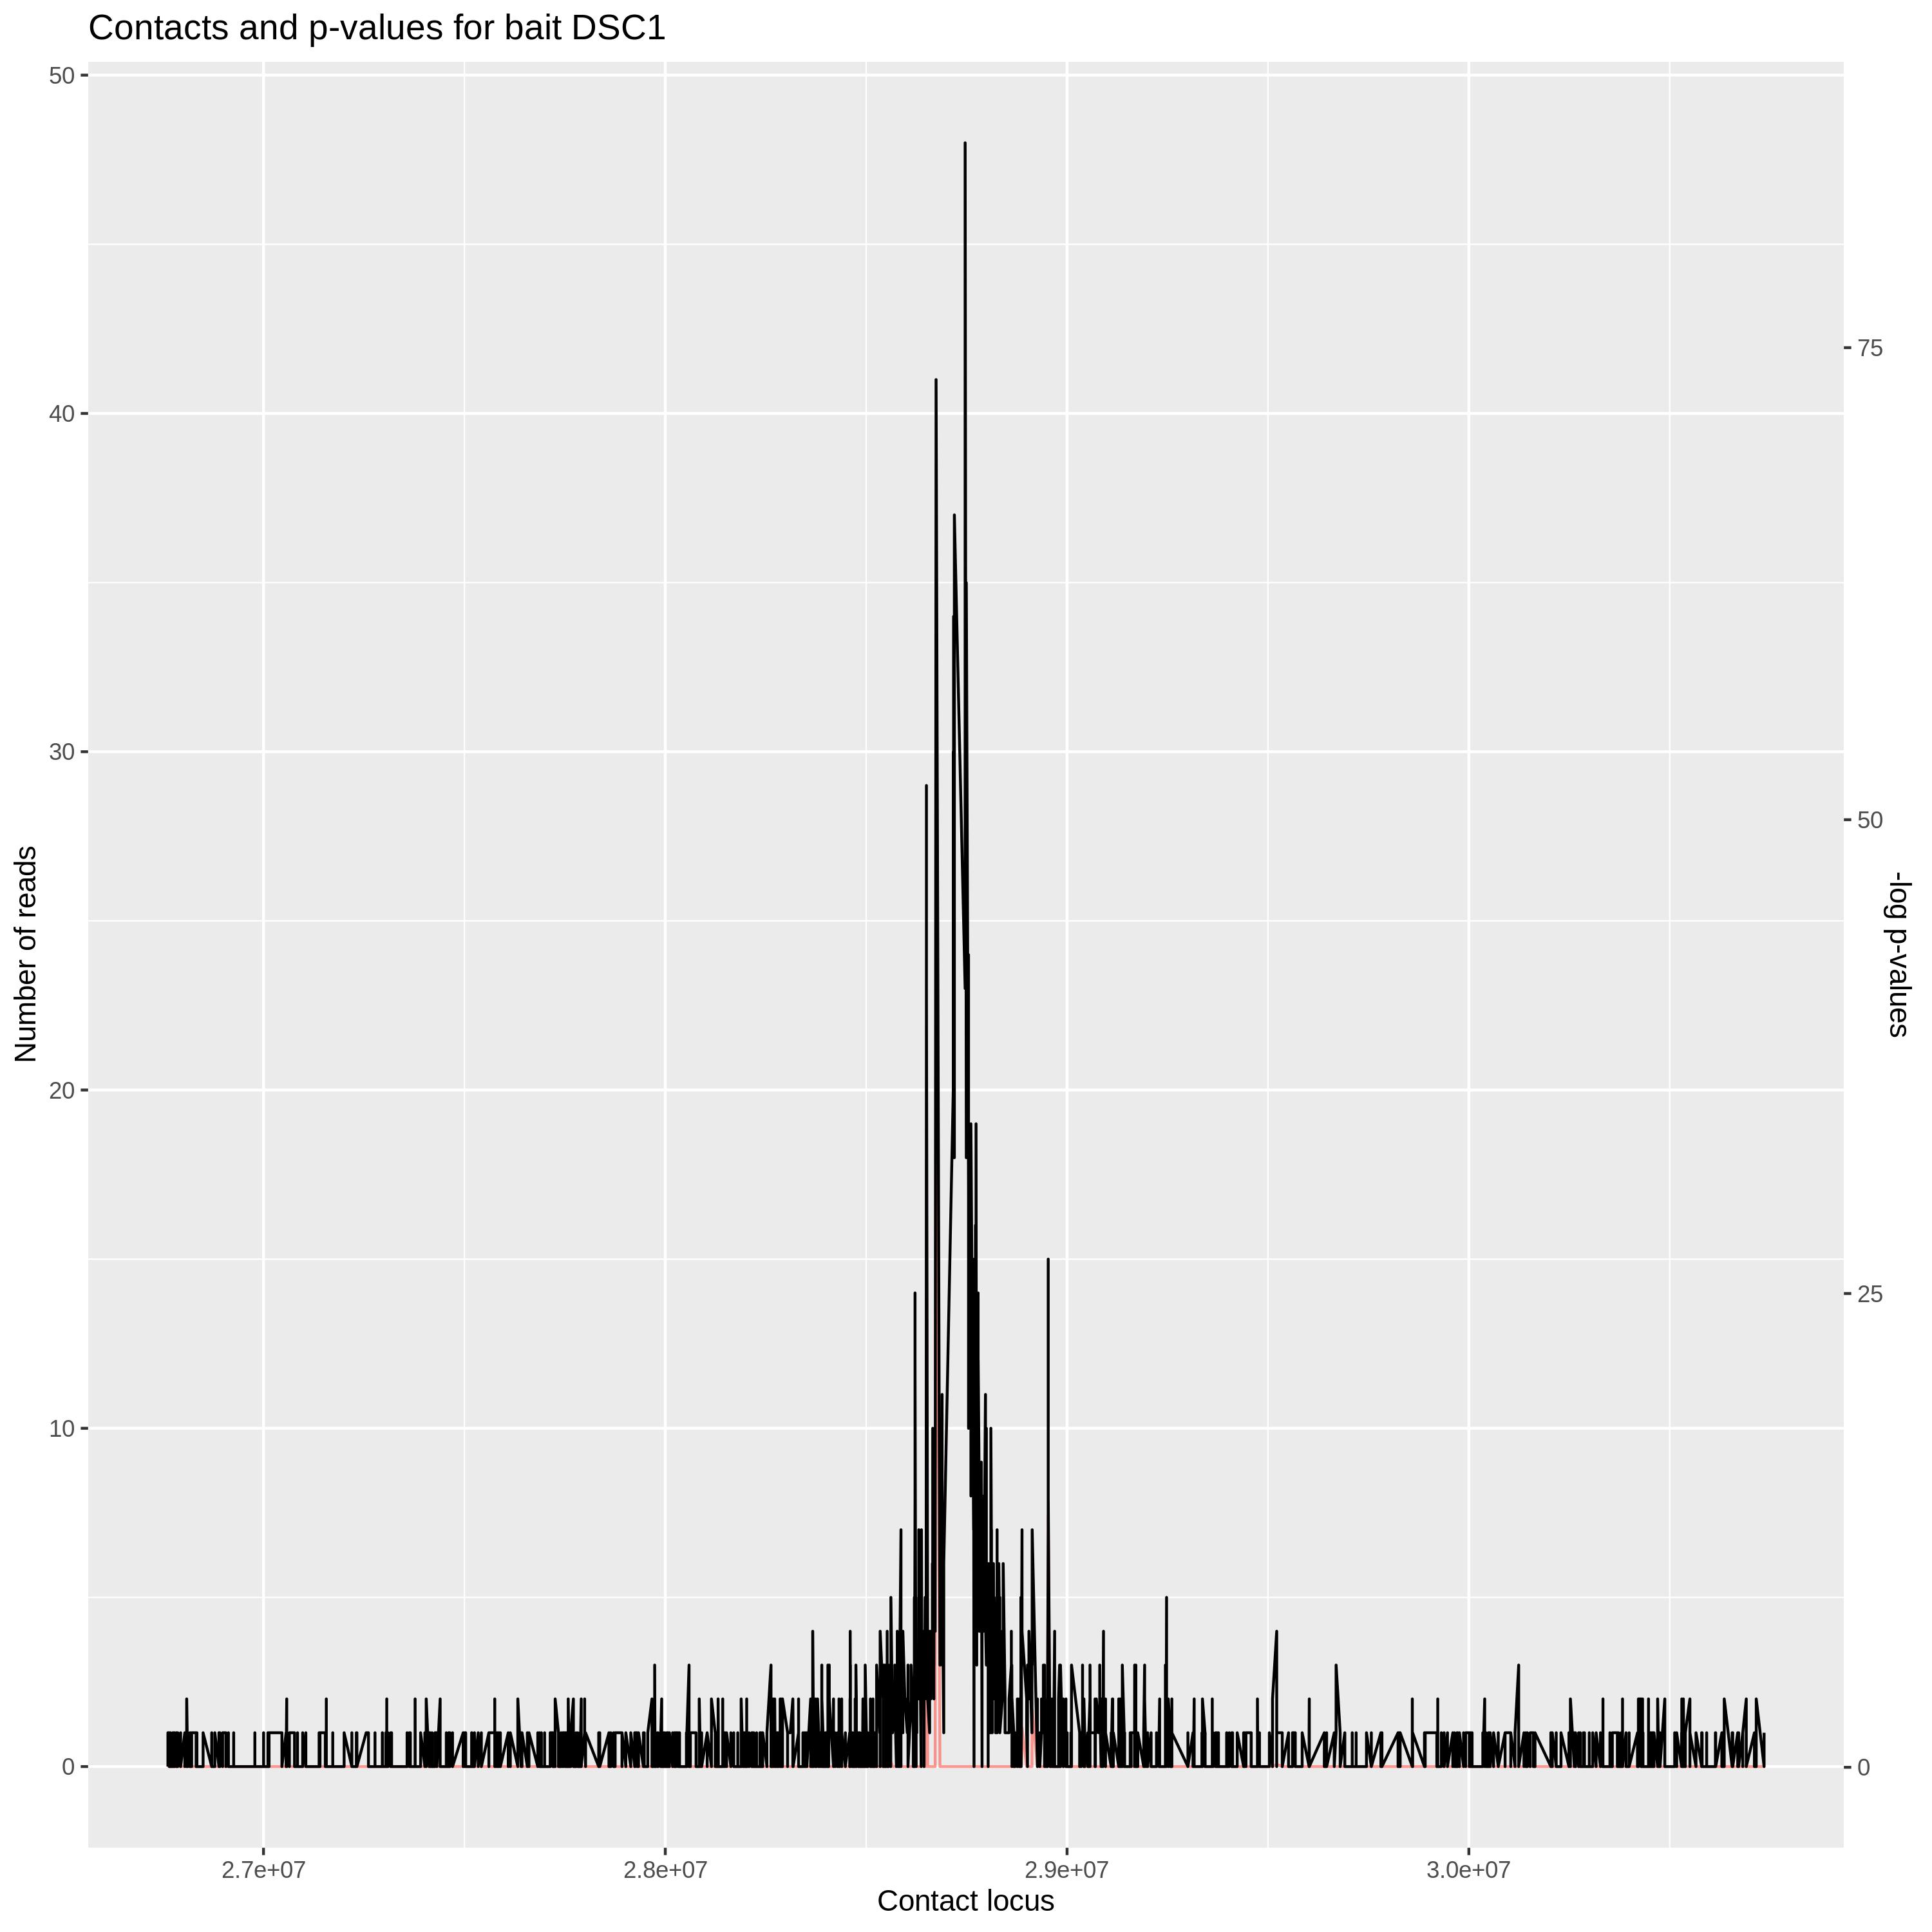 Contacts and p-values for bait DSC1
50
40
30
20
10
0
Number of reads
75
50
25
0
-log p-values
2.7e+07
2.8e+07
2.9e+07
3.0e+07
Contact locus